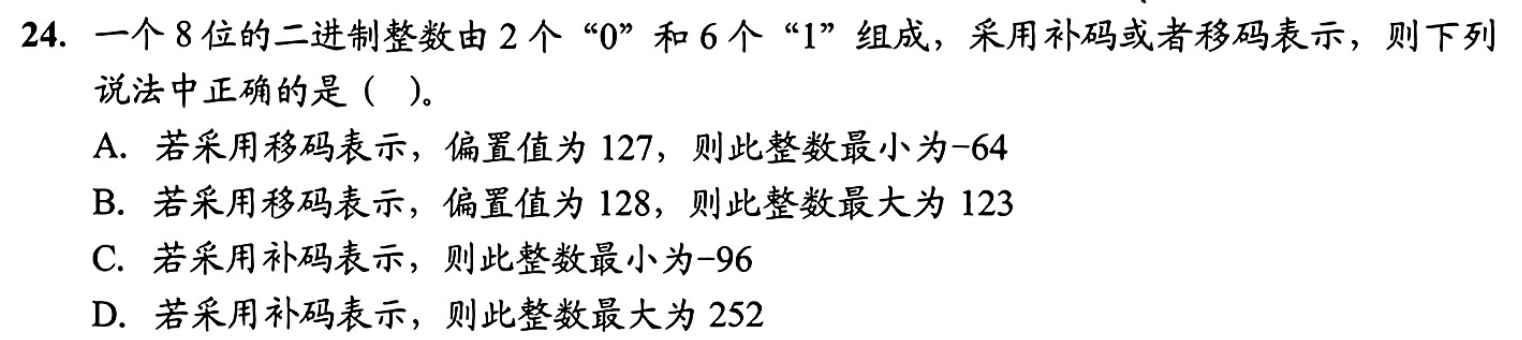 24. 一个 8 位的二进制整数由 2 个“0”和 6 个“1”组成，采用补码或者移码表示，则下列
说法中正确的是（ ）。
A. 若采用移码表示，偏置值为 127，则此整数最小为-64
B. 若采用移码表示，偏置值为 128，则此整数最大为 123
C. 若采用补码表示，则此整数最小为-96
D. 若采用补码表示，则此整数最大为 252